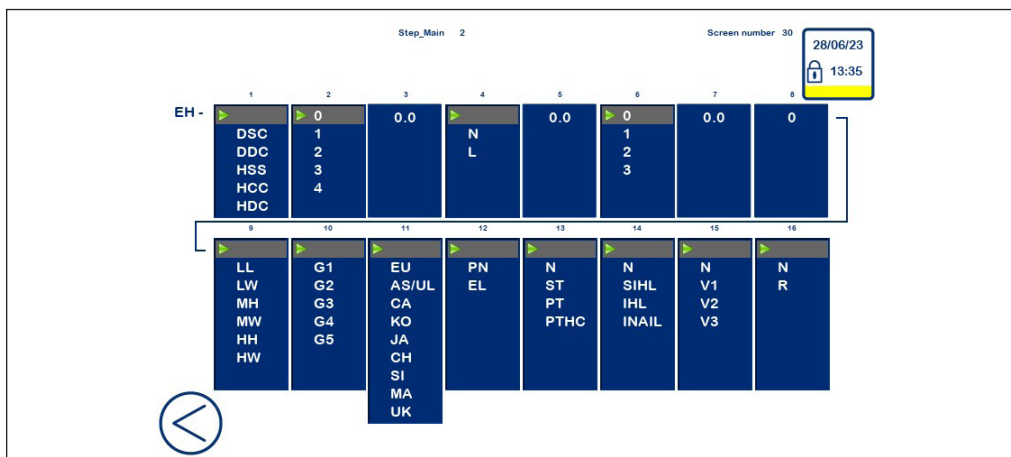 Step_Main 2 Screen number 30
28/06/23
13:35
1 2 3 4 5 6 7 8
EH - 0 0.0 0.0 0 0.0 0
DSC 1 N 1
DDC 2 L 2
HSS 3 3
HCC 4
HDC
9 10 11 12 13 14 15 16
LL G1 EU PN N N N N
LW G2 AS/UL EL ST SIHL V1 R
MH G3 CA PT IHL V2
MW G4 KO PTHC INAIL V3
HH G5 JA
HW CH
SI
MA
UK